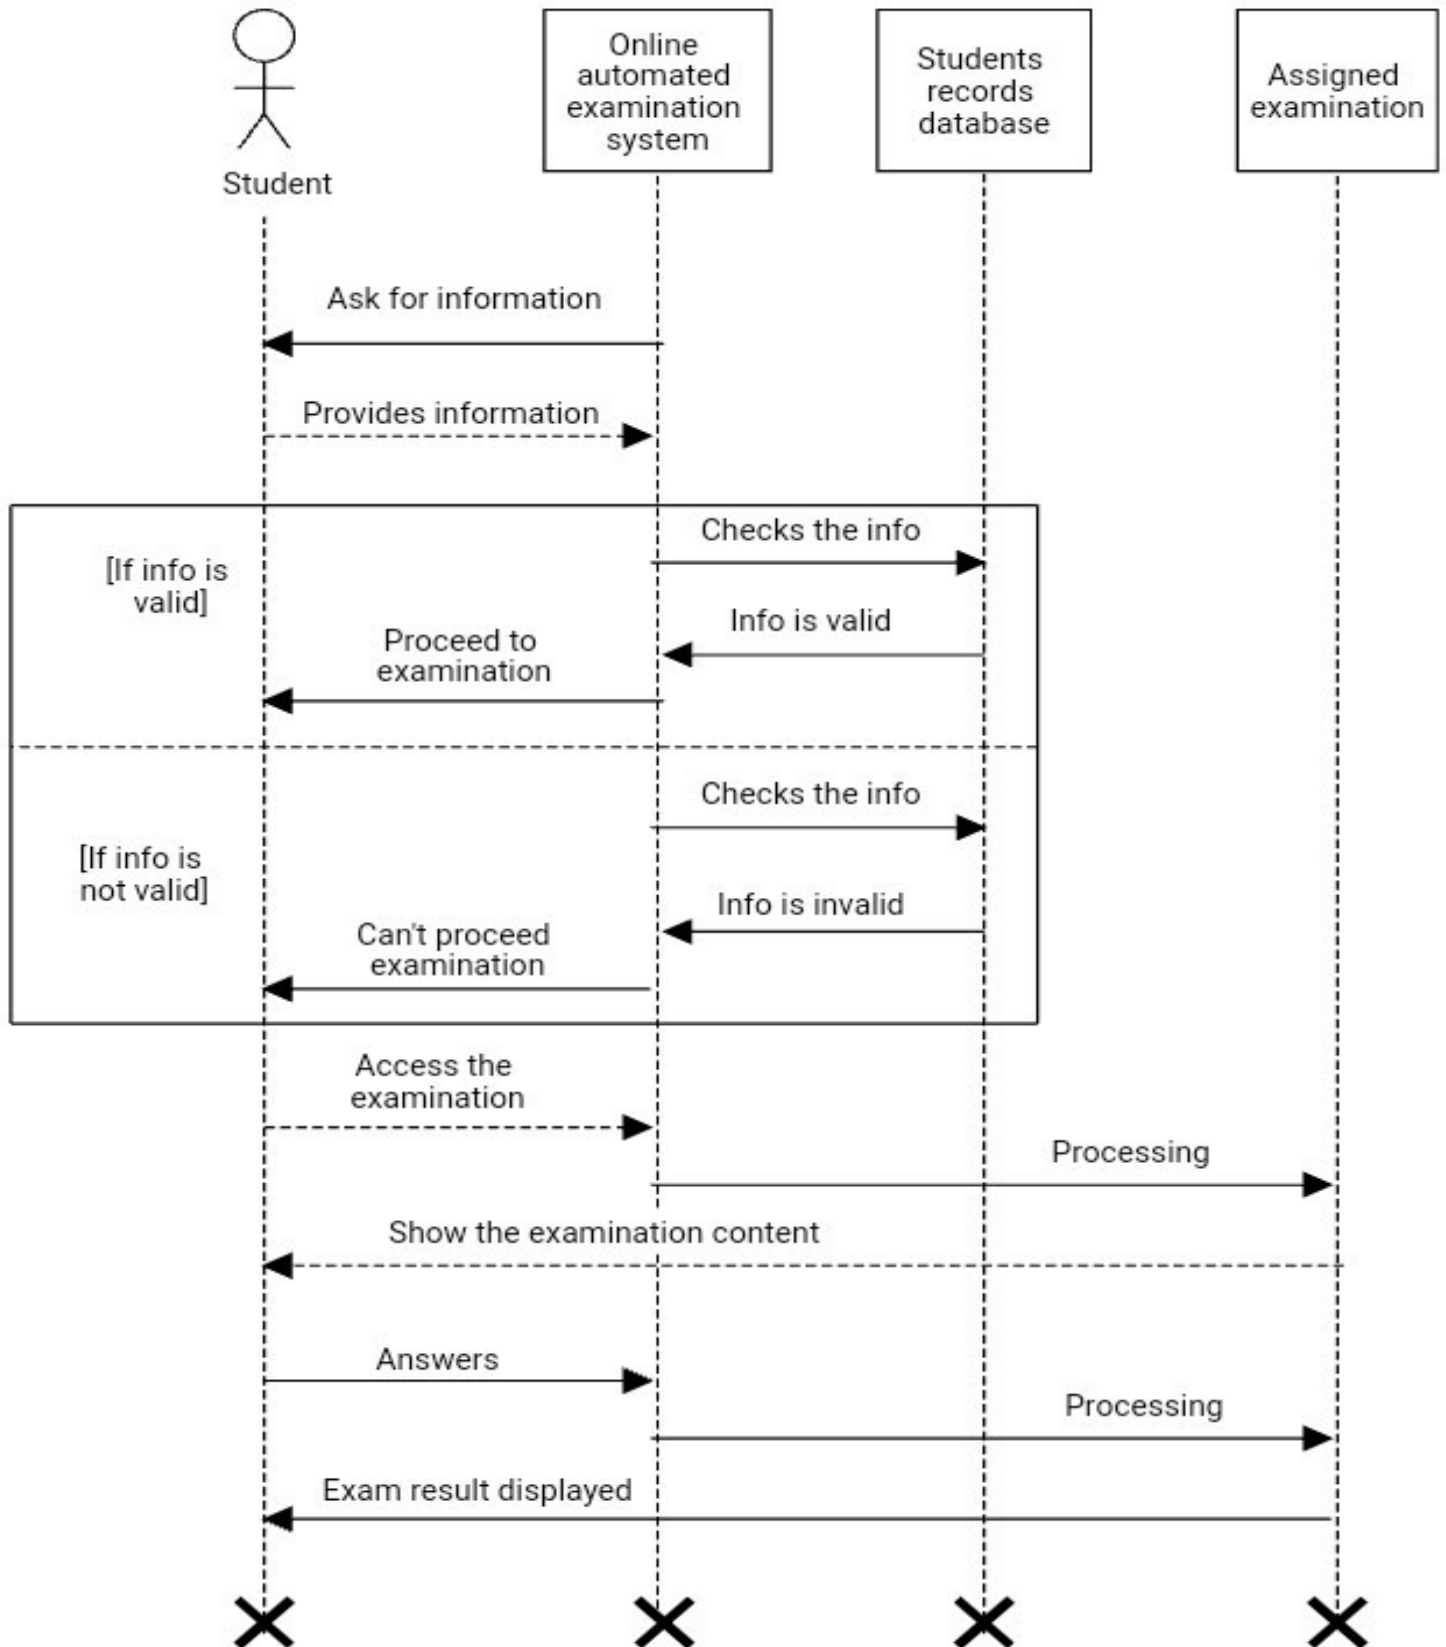 Student
Online
automated
examination
system
Students
records
database
Assigned
examination
Ask for information
Provides information
[If info is
valid]
Checks the info
Info is valid
Proceed to
examination
[If info is
not valid]
Checks the info
Info is invalid
Can't proceed
examination
Access the
examination
Processing
Show the examination content
Answers
Processing
Exam result displayed